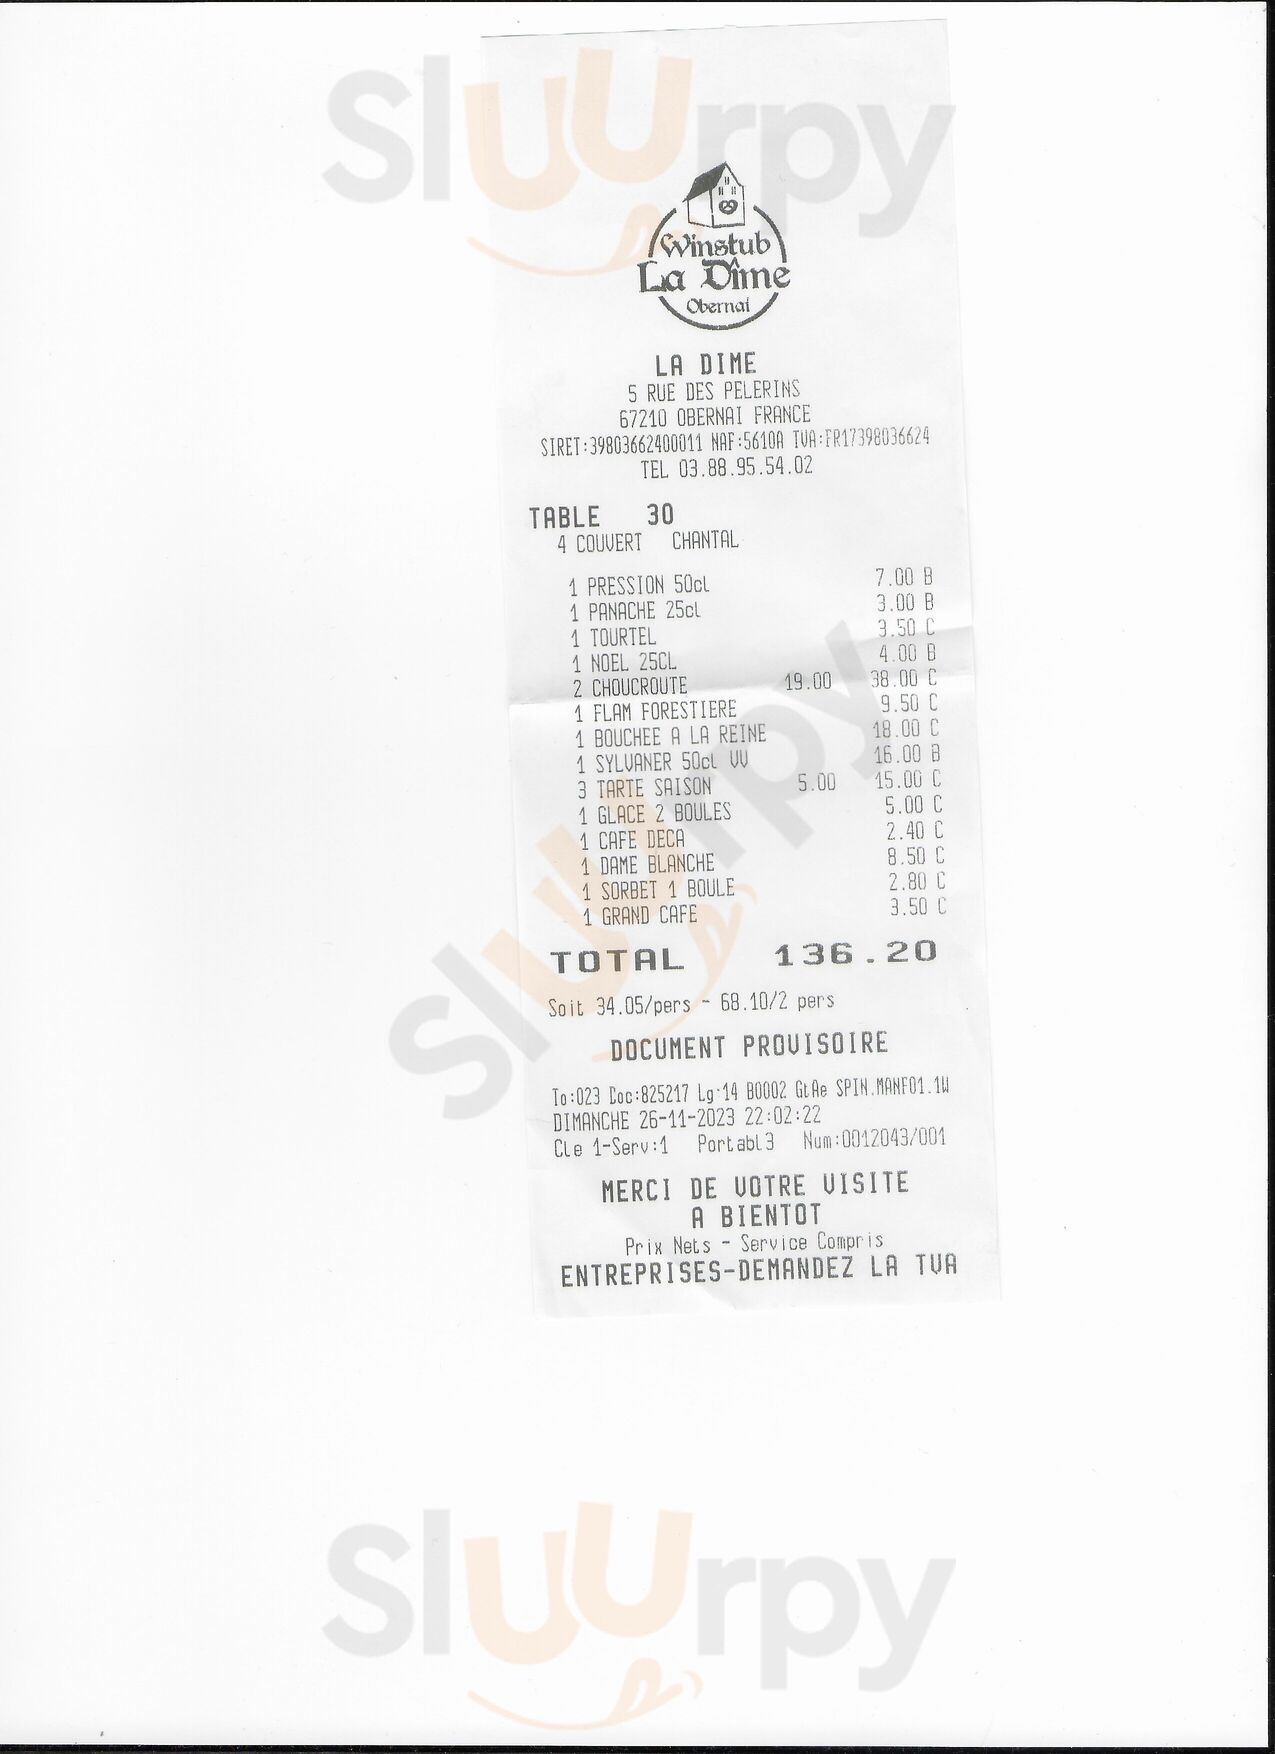 Sluurpy
Winstub
La Dîme
Obernai
LA DIME
5 RUE DES PELERINS
67210 OBERNAI FRANCE
SIRET:39803662400011 NAF:5610A TVA:FR17398036624
TEL 03.88.95.54.02
TABLE 30
4 COUVERT CHANTAL
1 PRESSION 50cl 7.00 B
1 PANACHE 25cl 3.00 B
1 TOURTEL 3.50 C
1 NOEL 25CL 4.00 B
2 CHOUCROUTE 19.00 38.00 C
1 FLAM FORESTIERE 9.50 C
1 BOUCHEE A LA REINE 18.00 C
1 SYLVANER 50cl VV 16.00 B
3 TARTE SAISON 5.00 15.00 C
1 GLACE 2 BOULES 5.00 C
1 CAFE DECA 2.40 C
1 DAME BLANCHE 8.50 C
1 SORBET 1 BOULE 2.80 C
1 GRAND CAFE 3.50 C
TOTAL 136.20
Soit 34.05/pers - 68.10/2 pers
DOCUMENT PROVISOIRE
To:023 Doc:825217 Lg:14 B0002 GtAe SPIN.MANF01.1W
DIMANCHE 26-11-2023 22:02:22
Cle 1-Serv:1 Portabl3 Num:0012043/001
MERCI DE VOTRE VISITE
A BIENTOT
Prix Nets - Service Compris
ENTREPRISES-DEMANDEZ LA TVA
Sluurpy
Sluurpy